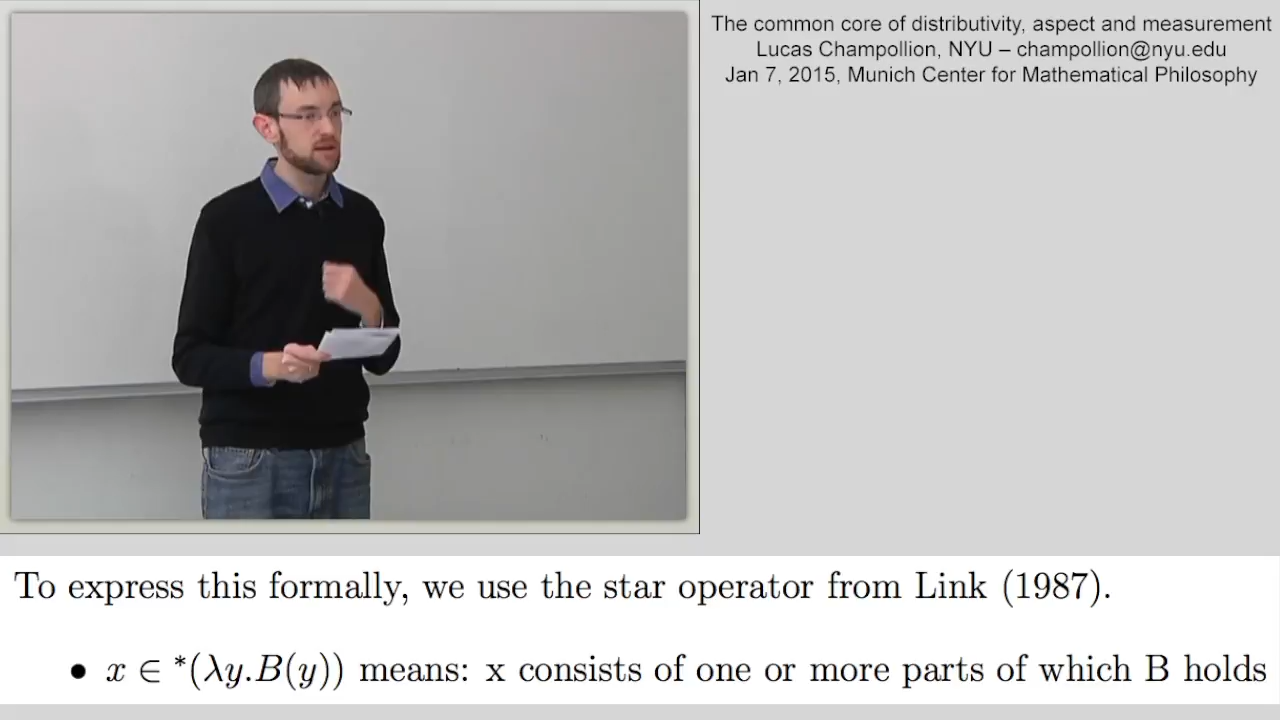 The common core of distributivity, aspect and measurement
Lucas Champollion, NYU – champollion@nyu.edu
Jan 7, 2015, Munich Center for Mathematical Philosophy
To express this formally, we use the star operator from Link (1987).
• x ∈ *(λy.B(y)) means: x consists of one or more parts of which B holds